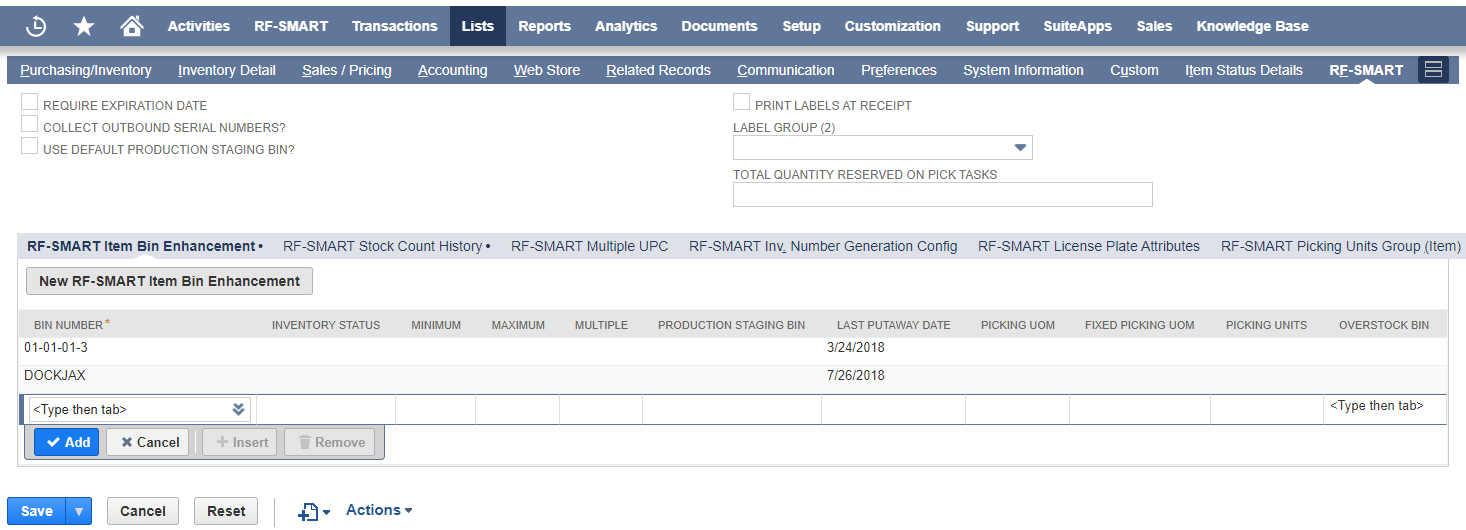 Activities RF-SMART Transactions Lists Reports Analytics Documents Setup Customization Support SuiteApps Sales Knowledge Base
Purchasing/Inventory Inventory Detail Sales / Pricing Accounting Web Store Related Records Communication Preferences System Information Custom Item Status Details RF-SMART
REQUIRE EXPIRATION DATE
COLLECT OUTBOUND SERIAL NUMBERS?
USE DEFAULT PRODUCTION STAGING BIN?
PRINT LABELS AT RECEIPT
LABEL GROUP (2)
TOTAL QUANTITY RESERVED ON PICK TASKS
RF-SMART Item Bin Enhancement • RF-SMART Stock Count History • RF-SMART Multiple UPC RF-SMART Inv. Number Generation Config RF-SMART License Plate Attributes RF-SMART Picking Units Group (Item)
New RF-SMART Item Bin Enhancement
BIN NUMBER* INVENTORY STATUS MINIMUM MAXIMUM MULTIPLE PRODUCTION STAGING BIN LAST PUTAWAY DATE PICKING UOM FIXED PICKING UOM PICKING UNITS OVERSTOCK BIN
01-01-01-3 3/24/2018
DOCKJAX 7/26/2018
<Type then tab> <Type then tab>
Add Cancel Insert Remove
Save Cancel Reset Actions